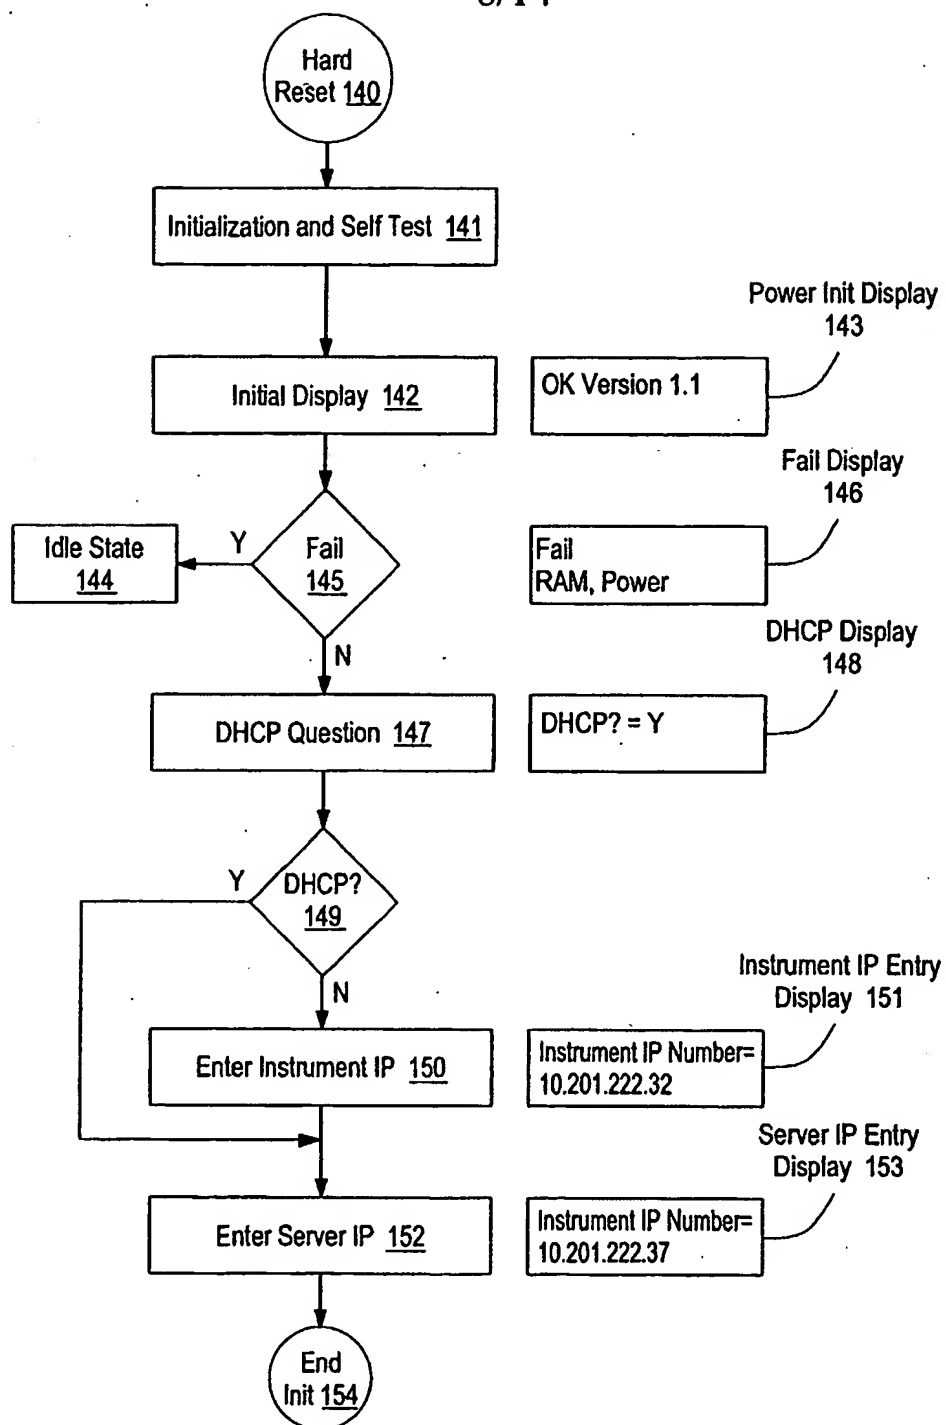 Hard
Reset 140
Initialization and Self Test 141
Power Init Display
143
Initial Display 142
OK Version 1.1
Fail Display
146
Idle State
144
Y
Fail
145
Fail
RAM, Power
N
DHCP Display
148
DHCP Question 147
DHCP? = Y
Y
DHCP?
149
N
Instrument IP Entry
Display 151
Enter Instrument IP 150
Instrument IP Number=
10.201.222.32
Server IP Entry
Display 153
Enter Server IP 152
Instrument IP Number=
10.201.222.37
End
Init 154